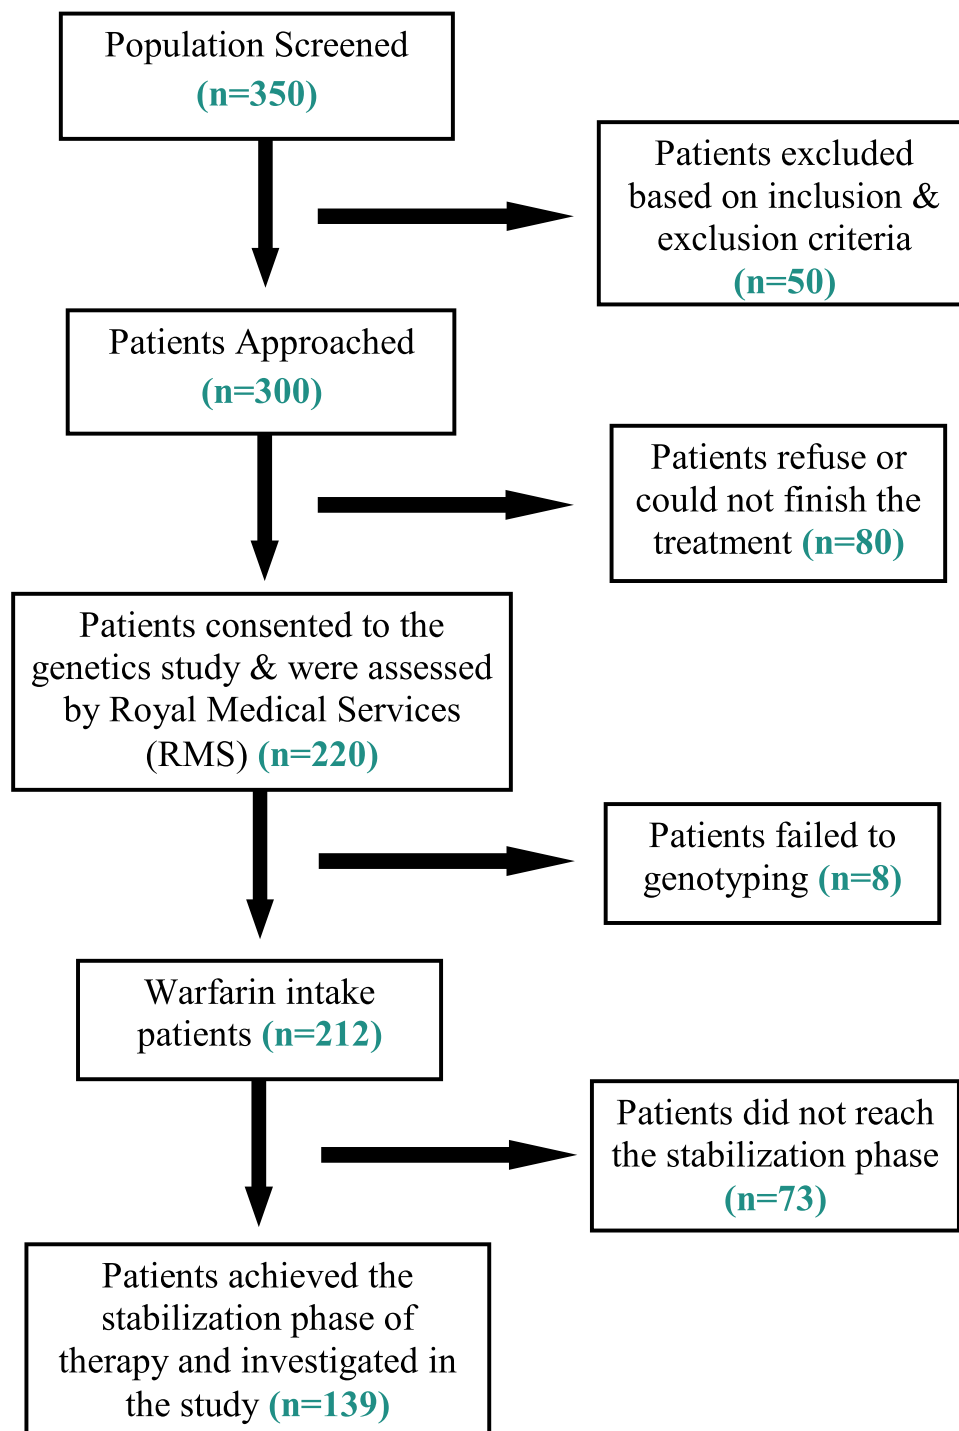 Population Screened
(n=350)
Patients excluded
based on inclusion &
exclusion criteria
(n=50)
Patients Approached
(n=300)
Patients refuse or
could not finish the
treatment (n=80)
Patients consented to the
genetics study & were assessed
by Royal Medical Services
(RMS) (n=220)
Patients failed to
genotyping (n=8)
Warfarin intake
patients (n=212)
Patients did not reach
the stabilization phase
(n=73)
Patients achieved the
stabilization phase of
therapy and investigated in
the study (n=139)